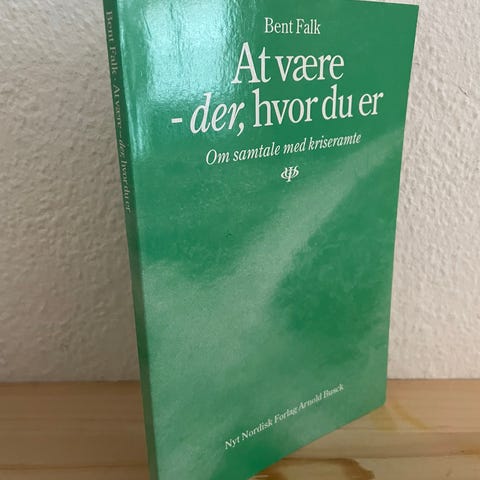 Bent Falk
At være
- der, hvor du er
Om samtale med kriseramte
Nyt Nordisk Forlag Arnold Busck
Bent Falk · At være - der, hvor du er